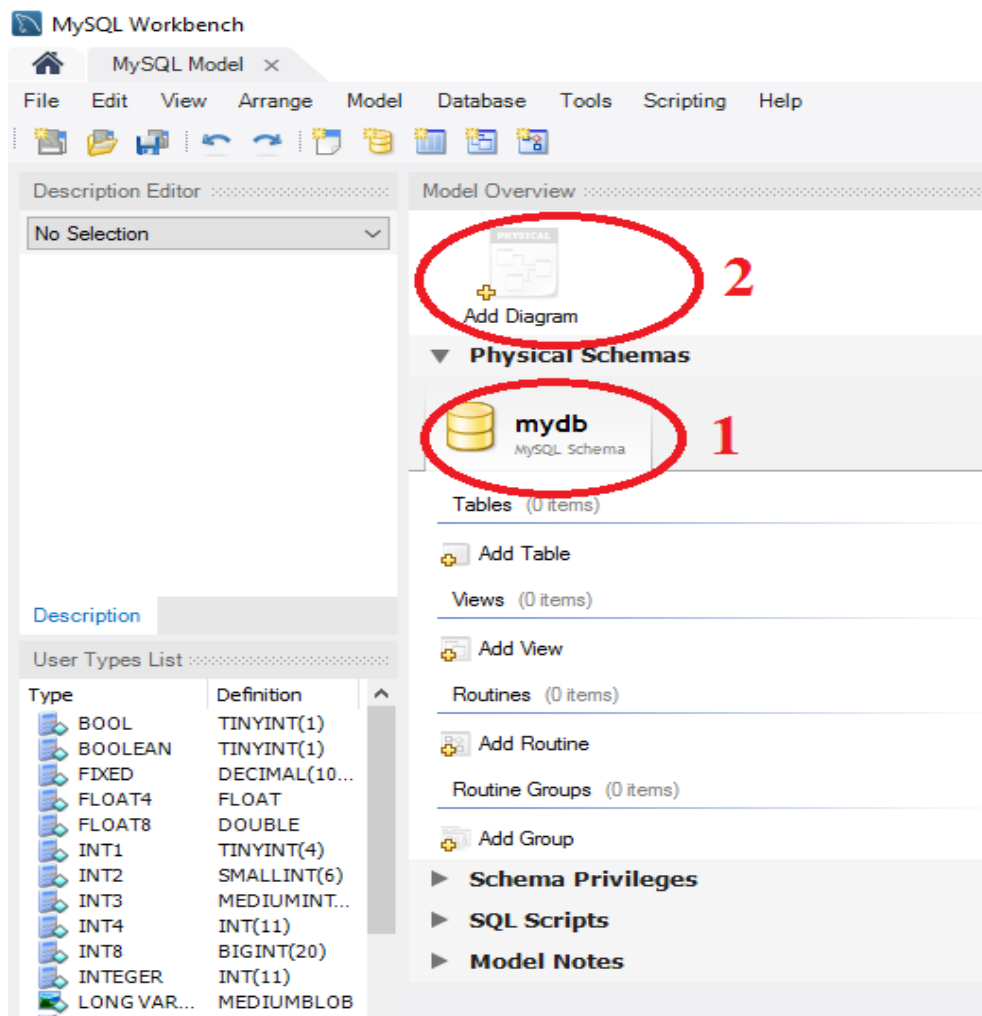 MySQL Workbench
MySQL Model ×
File Edit View Arrange Model Database Tools Scripting Help
Description Editor
No Selection
Description
User Types List
Type Definition
BOOL TINYINT(1)
BOOLEAN TINYINT(1)
FIXED DECIMAL(10...
FLOAT4 FLOAT
FLOAT8 DOUBLE
INT1 TINYINT(4)
INT2 SMALLINT(6)
INT3 MEDIUMINT...
INT4 INT(11)
INT8 BIGINT(20)
INTEGER INT(11)
LONG VAR... MEDIUMBLOB
Model Overview
PHYSICAL
Add Diagram
2
Physical Schemas
mydb
MySQL Schema
1
Tables (0 items)
Add Table
Views (0 items)
Add View
Routines (0 items)
Add Routine
Routine Groups (0 items)
Add Group
Schema Privileges
SQL Scripts
Model Notes